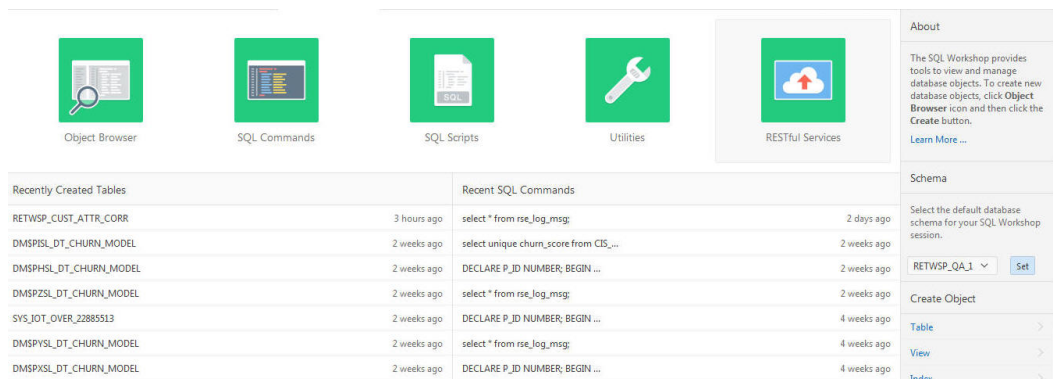 SQL
Object Browser
SQL Commands
SQL Scripts
Utilities
RESTful Services
Recently Created Tables
RETWSP_CUST_ATTR_CORR 3 hours ago
DM$PISL_DT_CHURN_MODEL 2 weeks ago
DM$PHSL_DT_CHURN_MODEL 2 weeks ago
DM$PZSL_DT_CHURN_MODEL 2 weeks ago
SYS_IOT_OVER_22885513 2 weeks ago
DM$PYSL_DT_CHURN_MODEL 2 weeks ago
DM$PXSL_DT_CHURN_MODEL 2 weeks ago
Recent SQL Commands
select * from rse_log_msg; 2 days ago
select unique churn_score from CIS_... 2 weeks ago
DECLARE P_ID NUMBER; BEGIN ... 2 weeks ago
select * from rse_log_msg; 2 weeks ago
DECLARE P_ID NUMBER; BEGIN ... 4 weeks ago
select * from rse_log_msg; 4 weeks ago
DECLARE P_ID NUMBER; BEGIN ... 4 weeks ago
About
The SQL Workshop provides
tools to view and manage
database objects. To create new
database objects, click Object
Browser icon and then click the
Create button.
Learn More ...
Schema
Select the default database
schema for your SQL Workshop
session.
RETWSP_QA_1 Set
Create Object
Table
View
Index